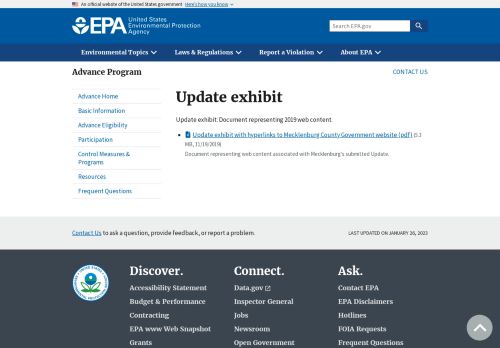 An official website of the United States government Here's how you know
EPA United States
Environmental Protection
Agency
Search EPA.gov
Environmental Topics Laws & Regulations Report a Violation About EPA
Advance Program
CONTACT US
Advance Home
Basic Information
Advance Eligibility
Participation
Control Measures &
Programs
Resources
Frequent Questions
Update exhibit
Update exhibit: Document representing 2019 web content.
Update exhibit with hyperlinks to Mecklenburg County Government website (pdf) (5.3
MB, 11/19/2019)
Document representing web content associated with Mecklenburg's submitted Update.
Contact Us to ask a question, provide feedback, or report a problem.
LAST UPDATED ON JANUARY 26, 2023
Discover.
Accessibility Statement
Budget & Performance
Contracting
EPA www Web Snapshot
Grants
Connect.
Data.gov
Inspector General
Jobs
Newsroom
Open Government
Ask.
Contact EPA
EPA Disclaimers
Hotlines
FOIA Requests
Frequent Questions